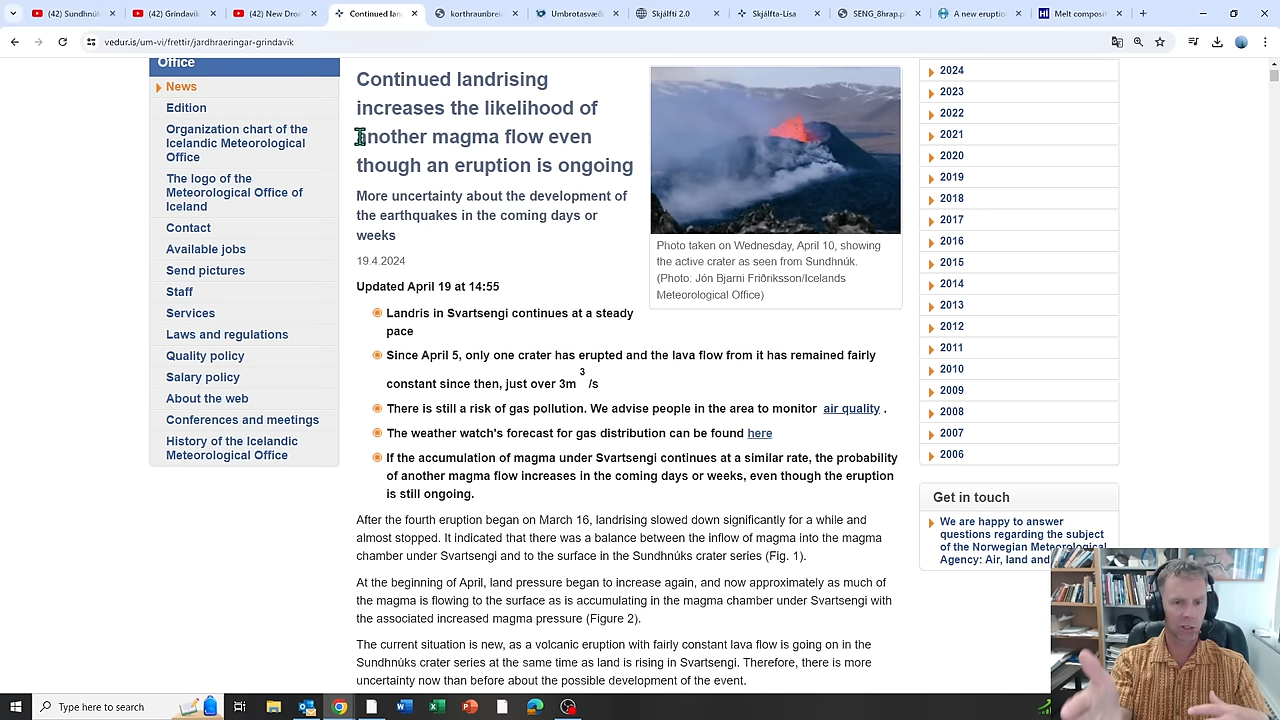 (42) Sundhnúk
(42) Grindavik
(42) New Dron
Continued lan
korthraunbrei
Umbrotasvæð
Skjálfti 2.0
Skjálfta-Lísa
SENG_8hrap.p
A new eruptio
Melt composit
vedur.is/um-vi/frettir/jardhraeringar-grindavik
Office
News
Edition
Organization chart of the
Icelandic Meteorological
Office
The logo of the
Meteorological Office of
Iceland
Contact
Available jobs
Send pictures
Staff
Services
Laws and regulations
Quality policy
Salary policy
About the web
Conferences and meetings
History of the Icelandic
Meteorological Office
Continued landrising
increases the likelihood of
another magma flow even
though an eruption is ongoing
More uncertainty about the development of
the earthquakes in the coming days or
weeks
19.4.2024
Updated April 19 at 14:55
Landris in Svartsengi continues at a steady
pace
Since April 5, only one crater has erupted and the lava flow from it has remained fairly
constant since then, just over 3m 3 /s
There is still a risk of gas pollution. We advise people in the area to monitor air quality .
The weather watch's forecast for gas distribution can be found here
If the accumulation of magma under Svartsengi continues at a similar rate, the probability
of another magma flow increases in the coming days or weeks, even though the eruption
is still ongoing.
After the fourth eruption began on March 16, landrising slowed down significantly for a while and
almost stopped. It indicated that there was a balance between the inflow of magma into the magma
chamber under Svartsengi and to the surface in the Sundhnúks crater series (Fig. 1).
At the beginning of April, land pressure began to increase again, and now approximately as much of
the magma is flowing to the surface as is accumulating in the magma chamber under Svartsengi with
the associated increased magma pressure (Figure 2).
The current situation is new, as a volcanic eruption with fairly constant lava flow is going on in the
Sundhnúks crater series at the same time as land is rising in Svartsengi. Therefore, there is more
uncertainty now than before about the possible development of the event.
Photo taken on Wednesday, April 10, showing
the active crater as seen from Sundhnúk.
(Photo: Jón Bjarni Friðriksson/Icelands
Meteorological Office)
2024
2023
2022
2021
2020
2019
2018
2017
2016
2015
2014
2013
2012
2011
2010
2009
2008
2007
2006
Get in touch
We are happy to answer
questions regarding the subject
of the Norwegian Meteorological
Agency: Air, land and
Type here to search